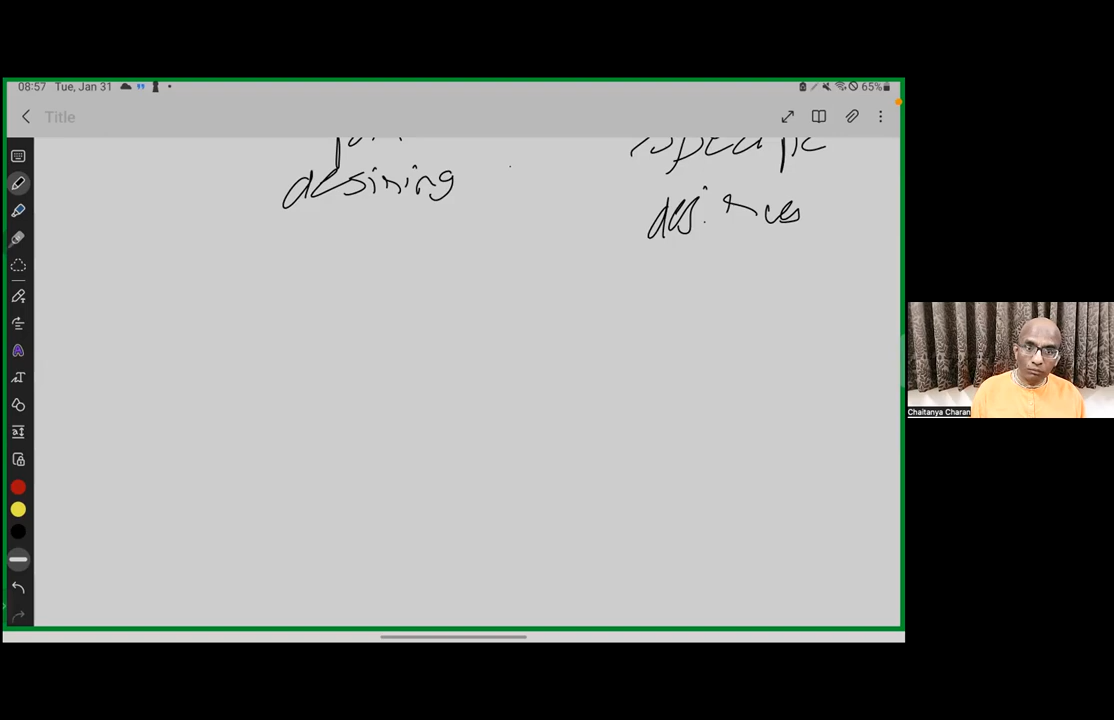 08:57 Tue, Jan 31 65%
Title
specific
desiring
desires
Chaitanya Charan